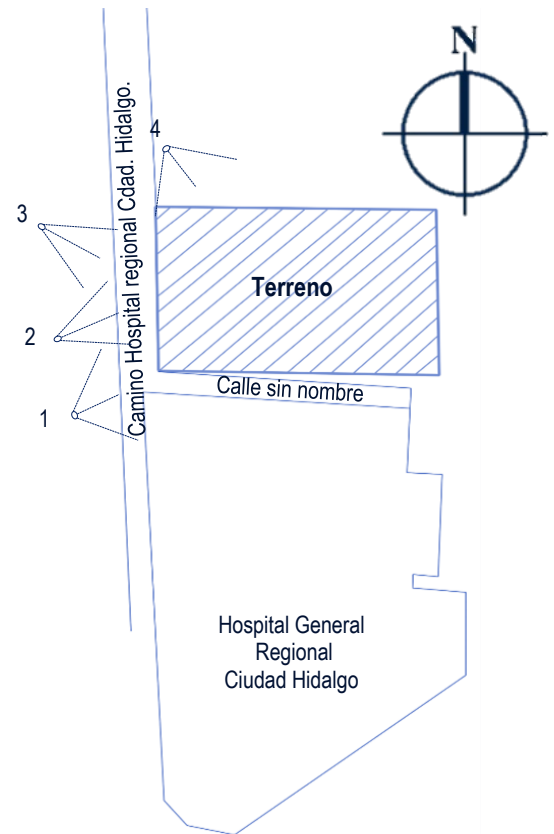 N
4
Camino Hospital regional Cdad. Hidalgo.
3
Terreno
2
Calle sin nombre
1
Hospital General
Regional
Ciudad Hidalgo